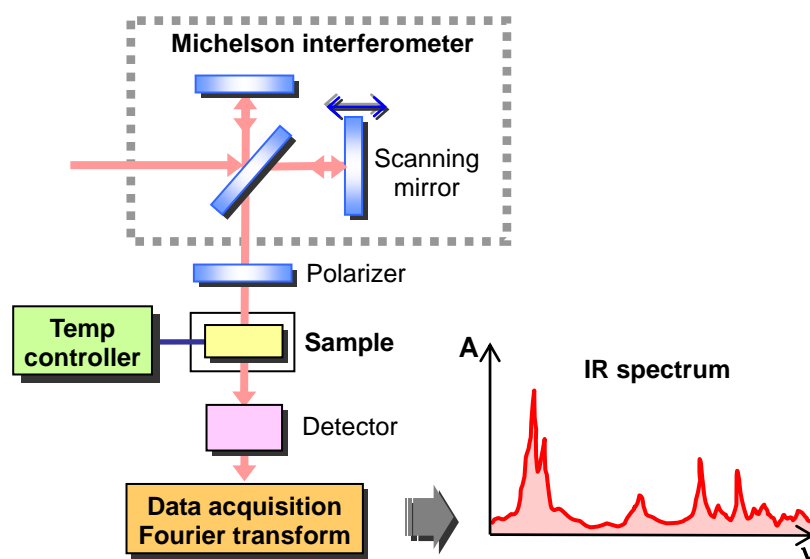 Michelson interferometer
Scanning
mirror
Polarizer
Temp
controller
Sample
A
IR spectrum
Detector
Data acquisition
Fourier transform